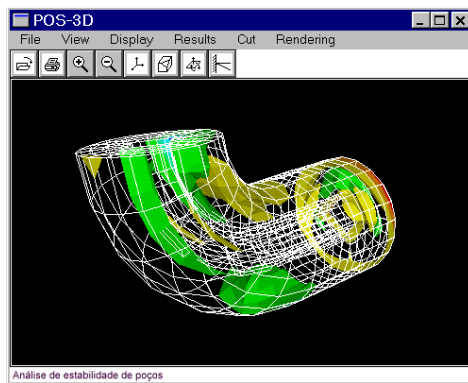 POS-3D
File View Display Results Cut Rendering
Análise de estabilidade de poços